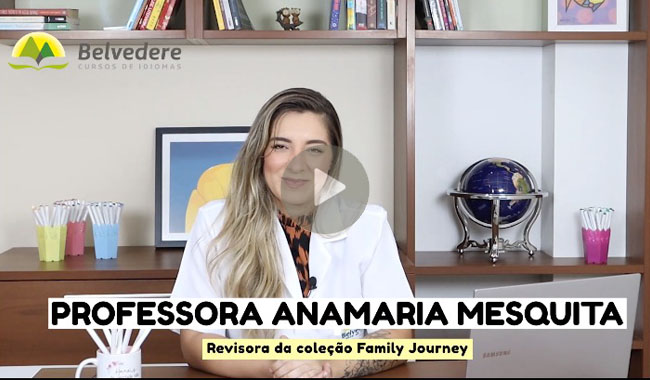 Belvedere
CURSOS DE IDIOMAS
PROFESSORA ANAMARIA MESQUITA
Revisora da coleção Family Journey
SAMSUNG